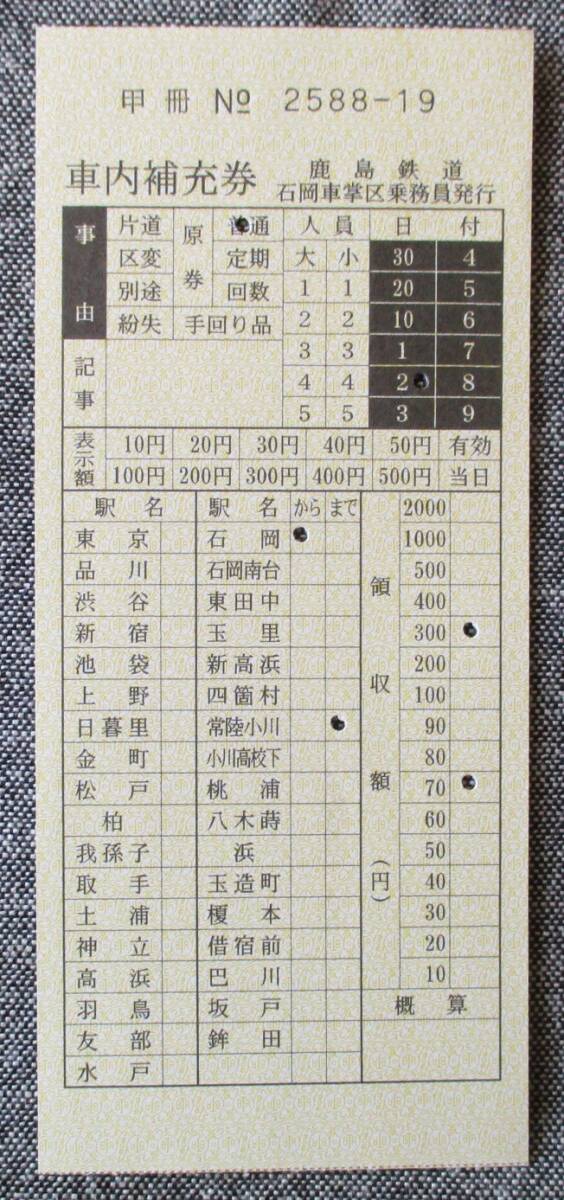 甲冊 № 2588-19
車内補充券 鹿島鉄道
石岡車掌区乗務員発行
事由 片道 原券 普通 人員 日付
区変 定期 大 小 30 4
別途 回数 1 1 20 5
紛失 手回り品 2 2 10 6
記事 3 3 1 7
4 4 2 8
5 5 3 9
表示額 10円 20円 30円 40円 50円 有効
100円 200円 300円 400円 500円 当日
駅名 駅名 から まで 領収額(円) 2000
東京 石岡 1000
品川 石岡南台 500
渋谷 東田中 400
新宿 玉里 300
池袋 新高浜 200
上野 四箇村 100
日暮里 常陸小川 90
金町 小川高校下 80
松戸 桃浦 70
柏 八木蒔 60
我孫子 浜 50
取手 玉造町 40
土浦 榎本 30
神立 借宿前 20
高浜 巴川 10
羽鳥 坂戸 概算
友部 鉾田
水戸